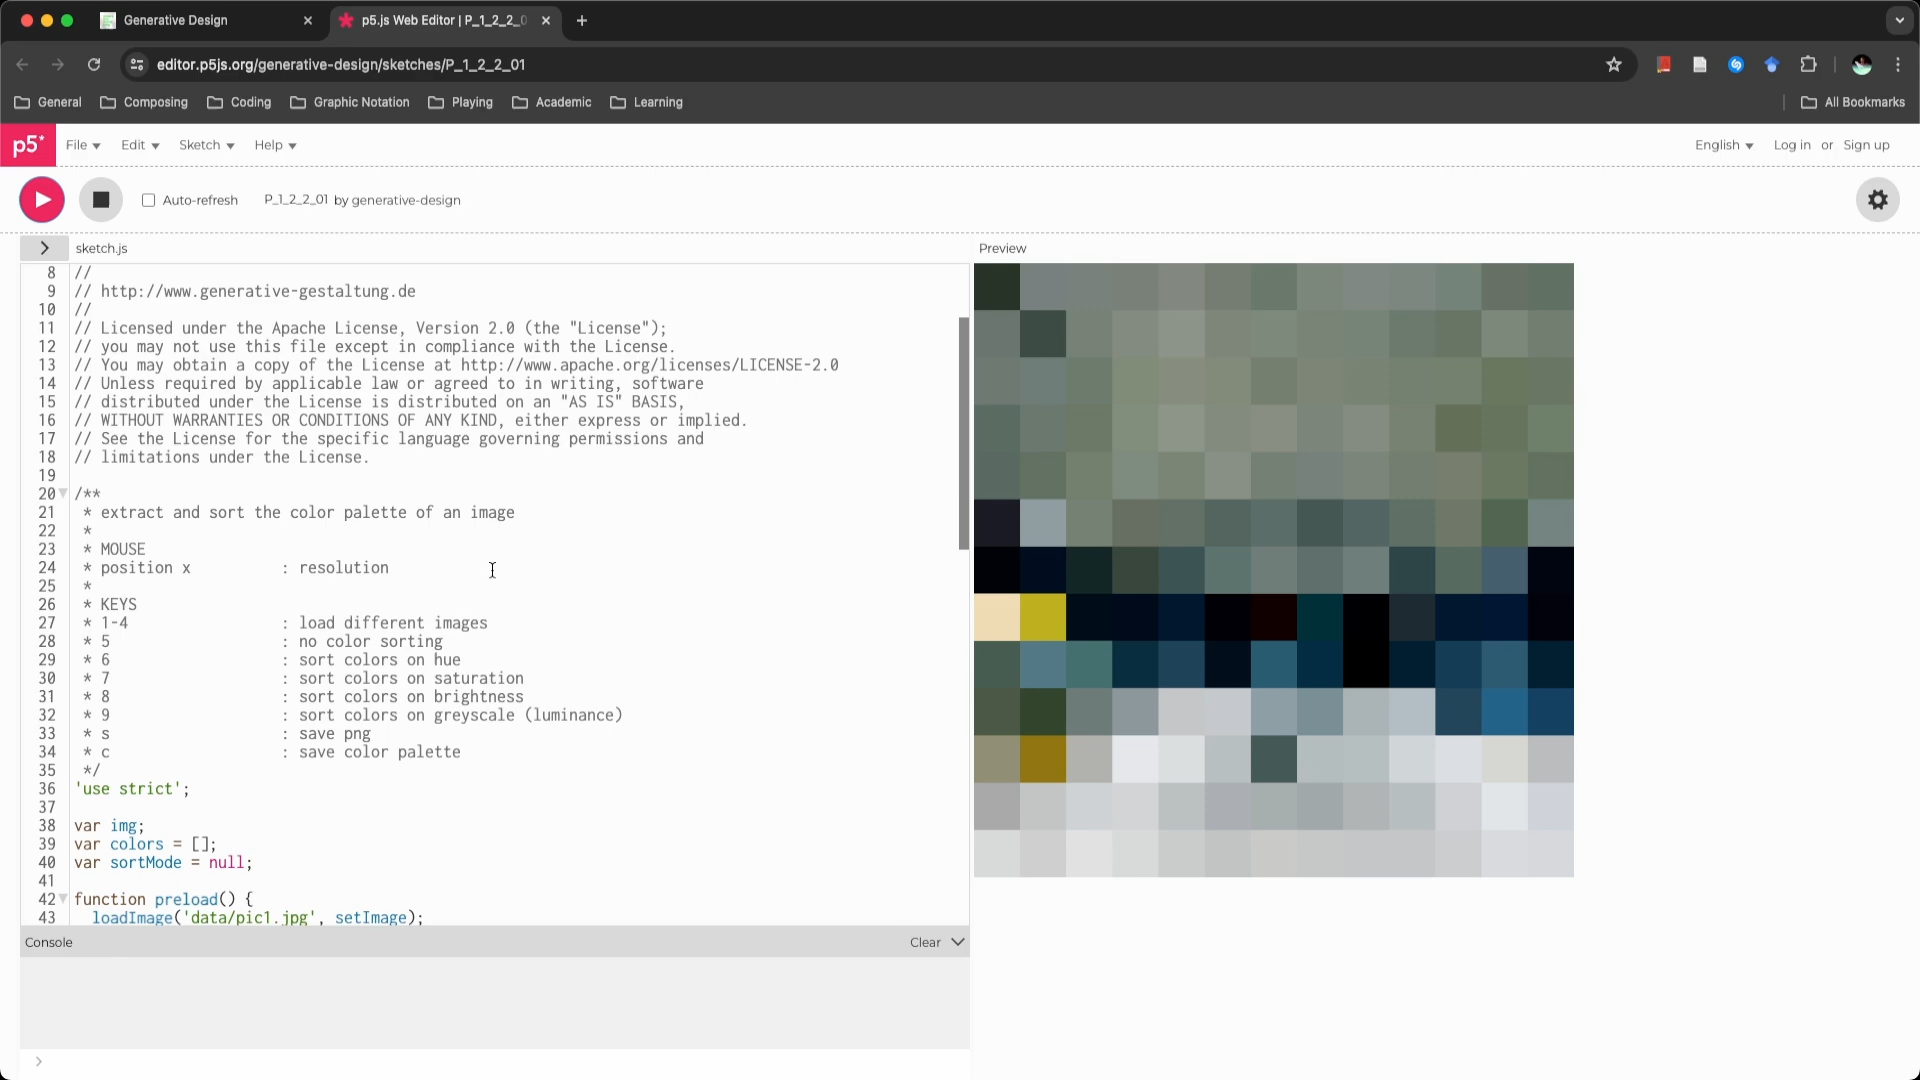 Generative Design
p5.js Web Editor | P_1_2_2_0
editor.p5js.org/generative-design/sketches/P_1_2_2_01
General Composing Coding Graphic Notation Playing Academic Learning All Bookmarks
p5* File Edit Sketch Help English Log in or Sign up
Auto-refresh P_1_2_2_01 by generative-design
sketch.js
Preview
8 //
9 // http://www.generative-gestaltung.de
10 //
11 // Licensed under the Apache License, Version 2.0 (the "License");
12 // you may not use this file except in compliance with the License.
13 // You may obtain a copy of the License at http://www.apache.org/licenses/LICENSE-2.0
14 // Unless required by applicable law or agreed to in writing, software
15 // distributed under the License is distributed on an "AS IS" BASIS,
16 // WITHOUT WARRANTIES OR CONDITIONS OF ANY KIND, either express or implied.
17 // See the License for the specific language governing permissions and
18 // limitations under the License.
19
20 /**
21 * extract and sort the color palette of an image
22 *
23 * MOUSE
24 * position x : resolution
25 *
26 * KEYS
27 * 1-4 : load different images
28 * 5 : no color sorting
29 * 6 : sort colors on hue
30 * 7 : sort colors on saturation
31 * 8 : sort colors on brightness
32 * 9 : sort colors on greyscale (luminance)
33 * s : save png
34 * c : save color palette
35 */
36 'use strict';
37
38 var img;
39 var colors = [];
40 var sortMode = null;
41
42 function preload() {
43 loadImage('data/pic1.jpg', setImage);
Console Clear